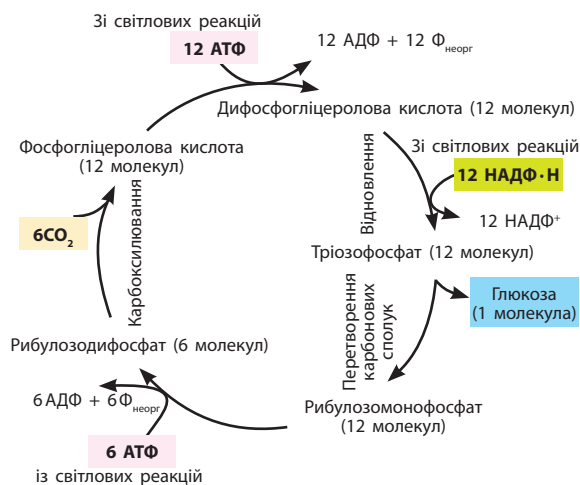 Зі світлових реакцій
12 АТФ
12 АДФ + 12 Фнеорг
Дифосфогліцеролова кислота (12 молекул)
Фосфогліцеролова кислота
(12 молекул)
Відновлення
Зі світлових реакцій
12 НАДФ·Н
12 НАДФ⁺
Карбоксилювання
6CO₂
Тріозофосфат (12 молекул)
Глюкоза
(1 молекула)
Перетворення
карбонових
сполук
Рибулозодифосфат (6 молекул)
6 АДФ + 6Фнеорг
Рибулозомонофосфат
(12 молекул)
6 АТФ
із світлових реакцій